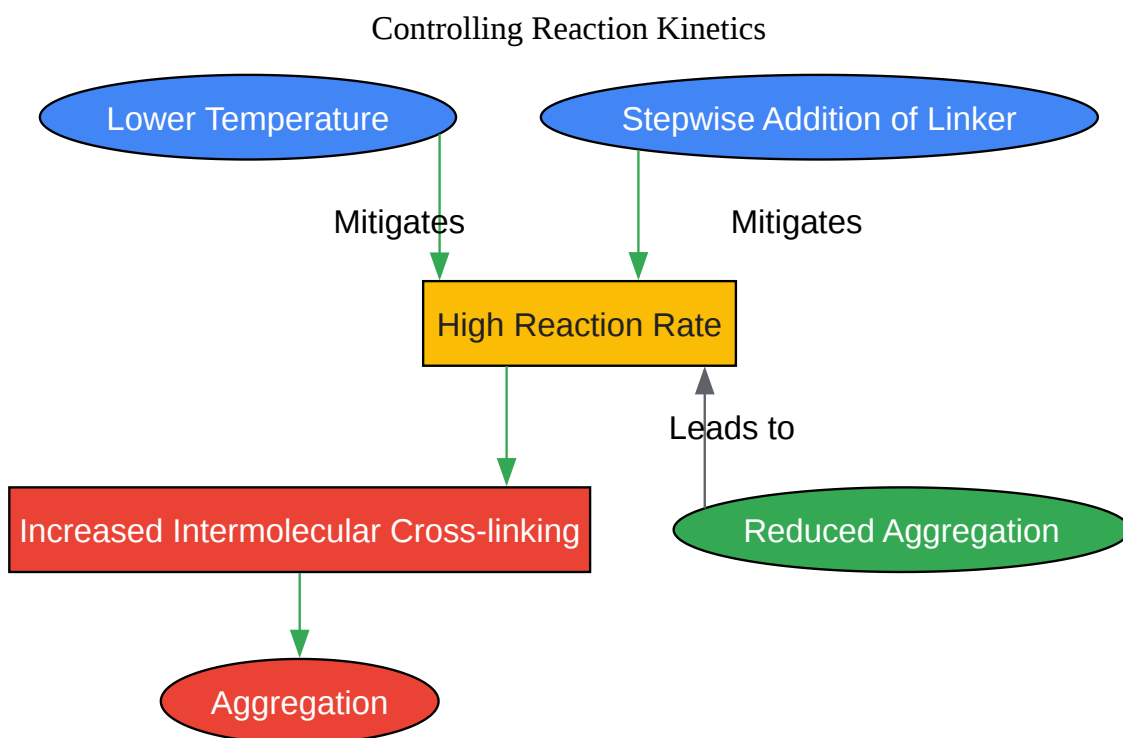 Controlling Reaction Kinetics
Lower Temperature
Stepwise Addition of Linker
Mitigates
Mitigates
High Reaction Rate
Leads to
Increased Intermolecular Cross-linking
Reduced Aggregation
Aggregation